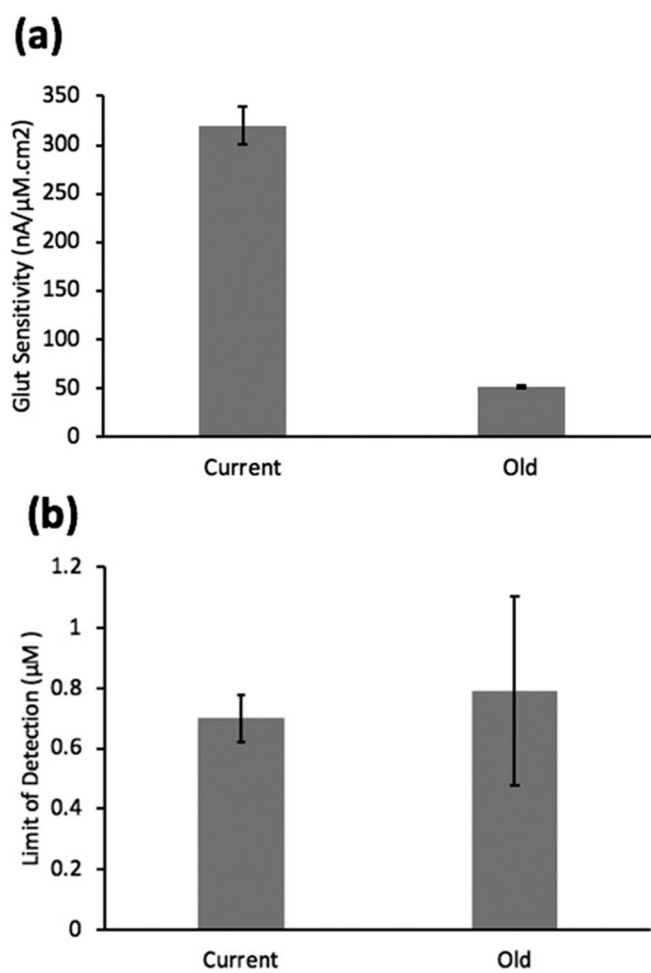 (a)
Glut Sensitivity (nA/μM.cm2)
350
300
250
200
150
100
50
0
Current Old
(b)
Limit of Detection (μM )
1.2
1
0.8
0.6
0.4
0.2
0
Current Old